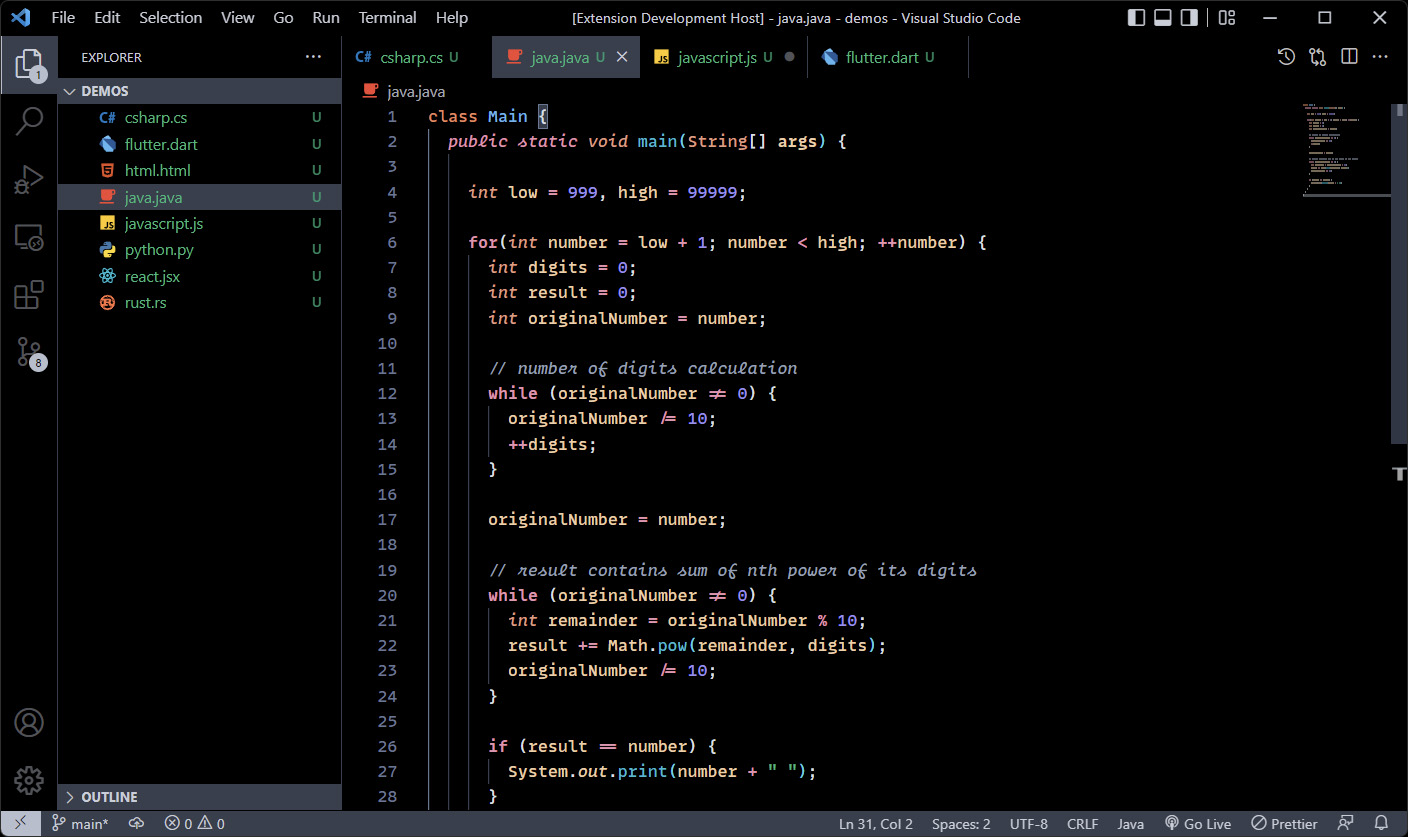 File Edit Selection View Go Run Terminal Help [Extension Development Host] - java.java - demos - Visual Studio Code
EXPLORER
1
DEMOS
C# csharp.cs U
flutter.dart U
html.html U
java.java U
JS javascript.js U
python.py U
react.jsx U
rust.rs U
8
OUTLINE
C# csharp.cs U java.java U JS javascript.js U flutter.dart U
java.java
1 class Main {
2 public static void main(String[] args) {
3
4 int low = 999, high = 99999;
5
6 for(int number = low + 1; number < high; ++number) {
7 int digits = 0;
8 int result = 0;
9 int originalNumber = number;
10
11 // number of digits calculation
12 while (originalNumber ≠ 0) {
13 originalNumber /= 10;
14 ++digits;
15 }
16
17 originalNumber = number;
18
19 // result contains sum of nth power of its digits
20 while (originalNumber ≠ 0) {
21 int remainder = originalNumber % 10;
22 result += Math.pow(remainder, digits);
23 originalNumber /= 10;
24 }
25
26 if (result == number) {
27 System.out.print(number + " ");
28 }
main* 0 0 Ln 31, Col 2 Spaces: 2 UTF-8 CRLF Java Go Live Prettier